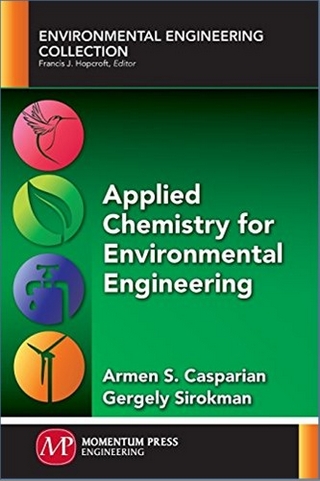 ENVIRONMENTAL ENGINEERING
COLLECTION
Francis J. Hopcroft, Editor
Applied
Chemistry for
Environmental
Engineering
Armen S. Casparian
Gergely Sirokman
MP
MOMENTUM PRESS
ENGINEERING